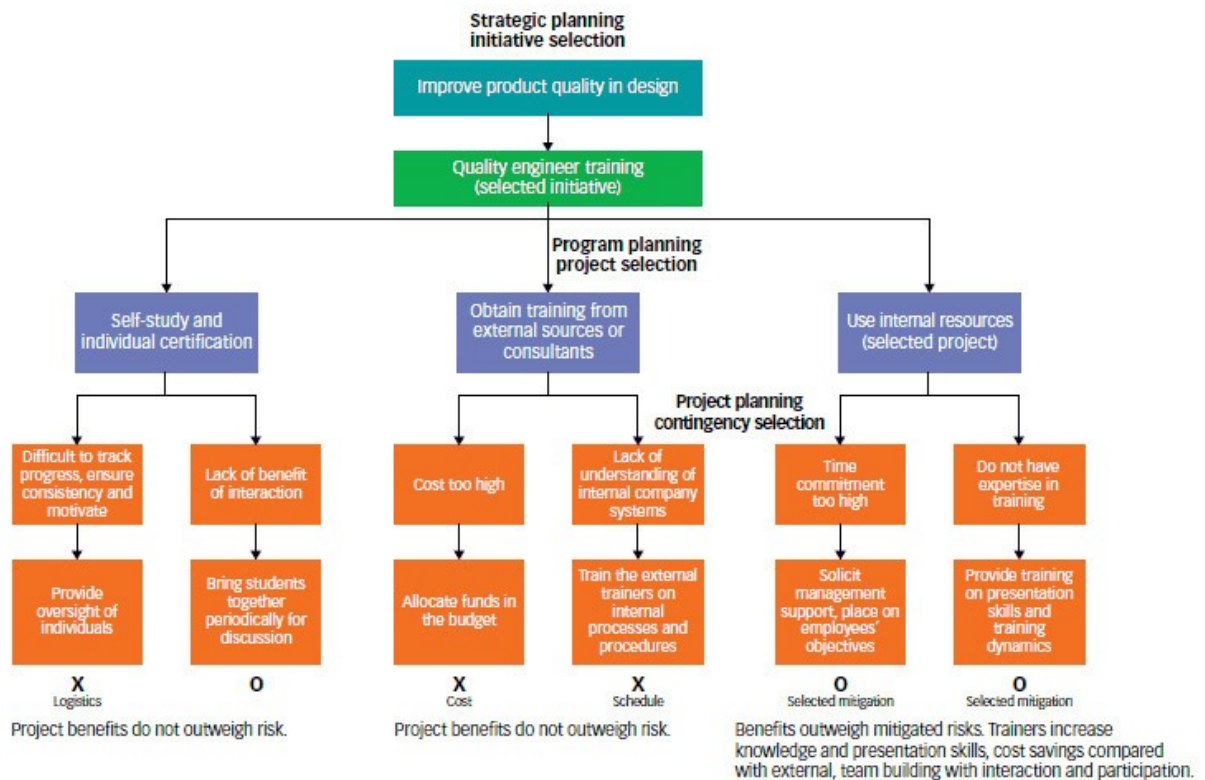 Strategic planning
initiative selection
Improve product quality in design
Quality engineer training
(selected initiative)
Program planning
project selection
Self-study and
individual certification
Obtain training from
external sources or
consultants
Use internal resources
(selected project)
Project planning
contingency selection
Difficult to track
progress, ensure
consistency and
motivate
Lack of benefit
of interaction
Cost too high
Lack of
understanding of
internal company
systems
Time
commitment
too high
Do not have
expertise in
training
Provide
oversight of
individuals
Bring students
together
periodically for
discussion
Allocate funds in
the budget
Train the external
trainers on
internal
processes and
procedures
Solicit
management
support, place on
employees'
objectives
Provide training
on presentation
skills and
training
dynamics
X
Logistics
O
X
Cost
X
Schedule
O
Selected mitigation
O
Selected mitigation
Project benefits do not outweigh risk.
Project benefits do not outweigh risk.
Benefits outweigh mitigated risks. Trainers increase
knowledge and presentation skills, cost savings compared
with external, team building with interaction and participation.